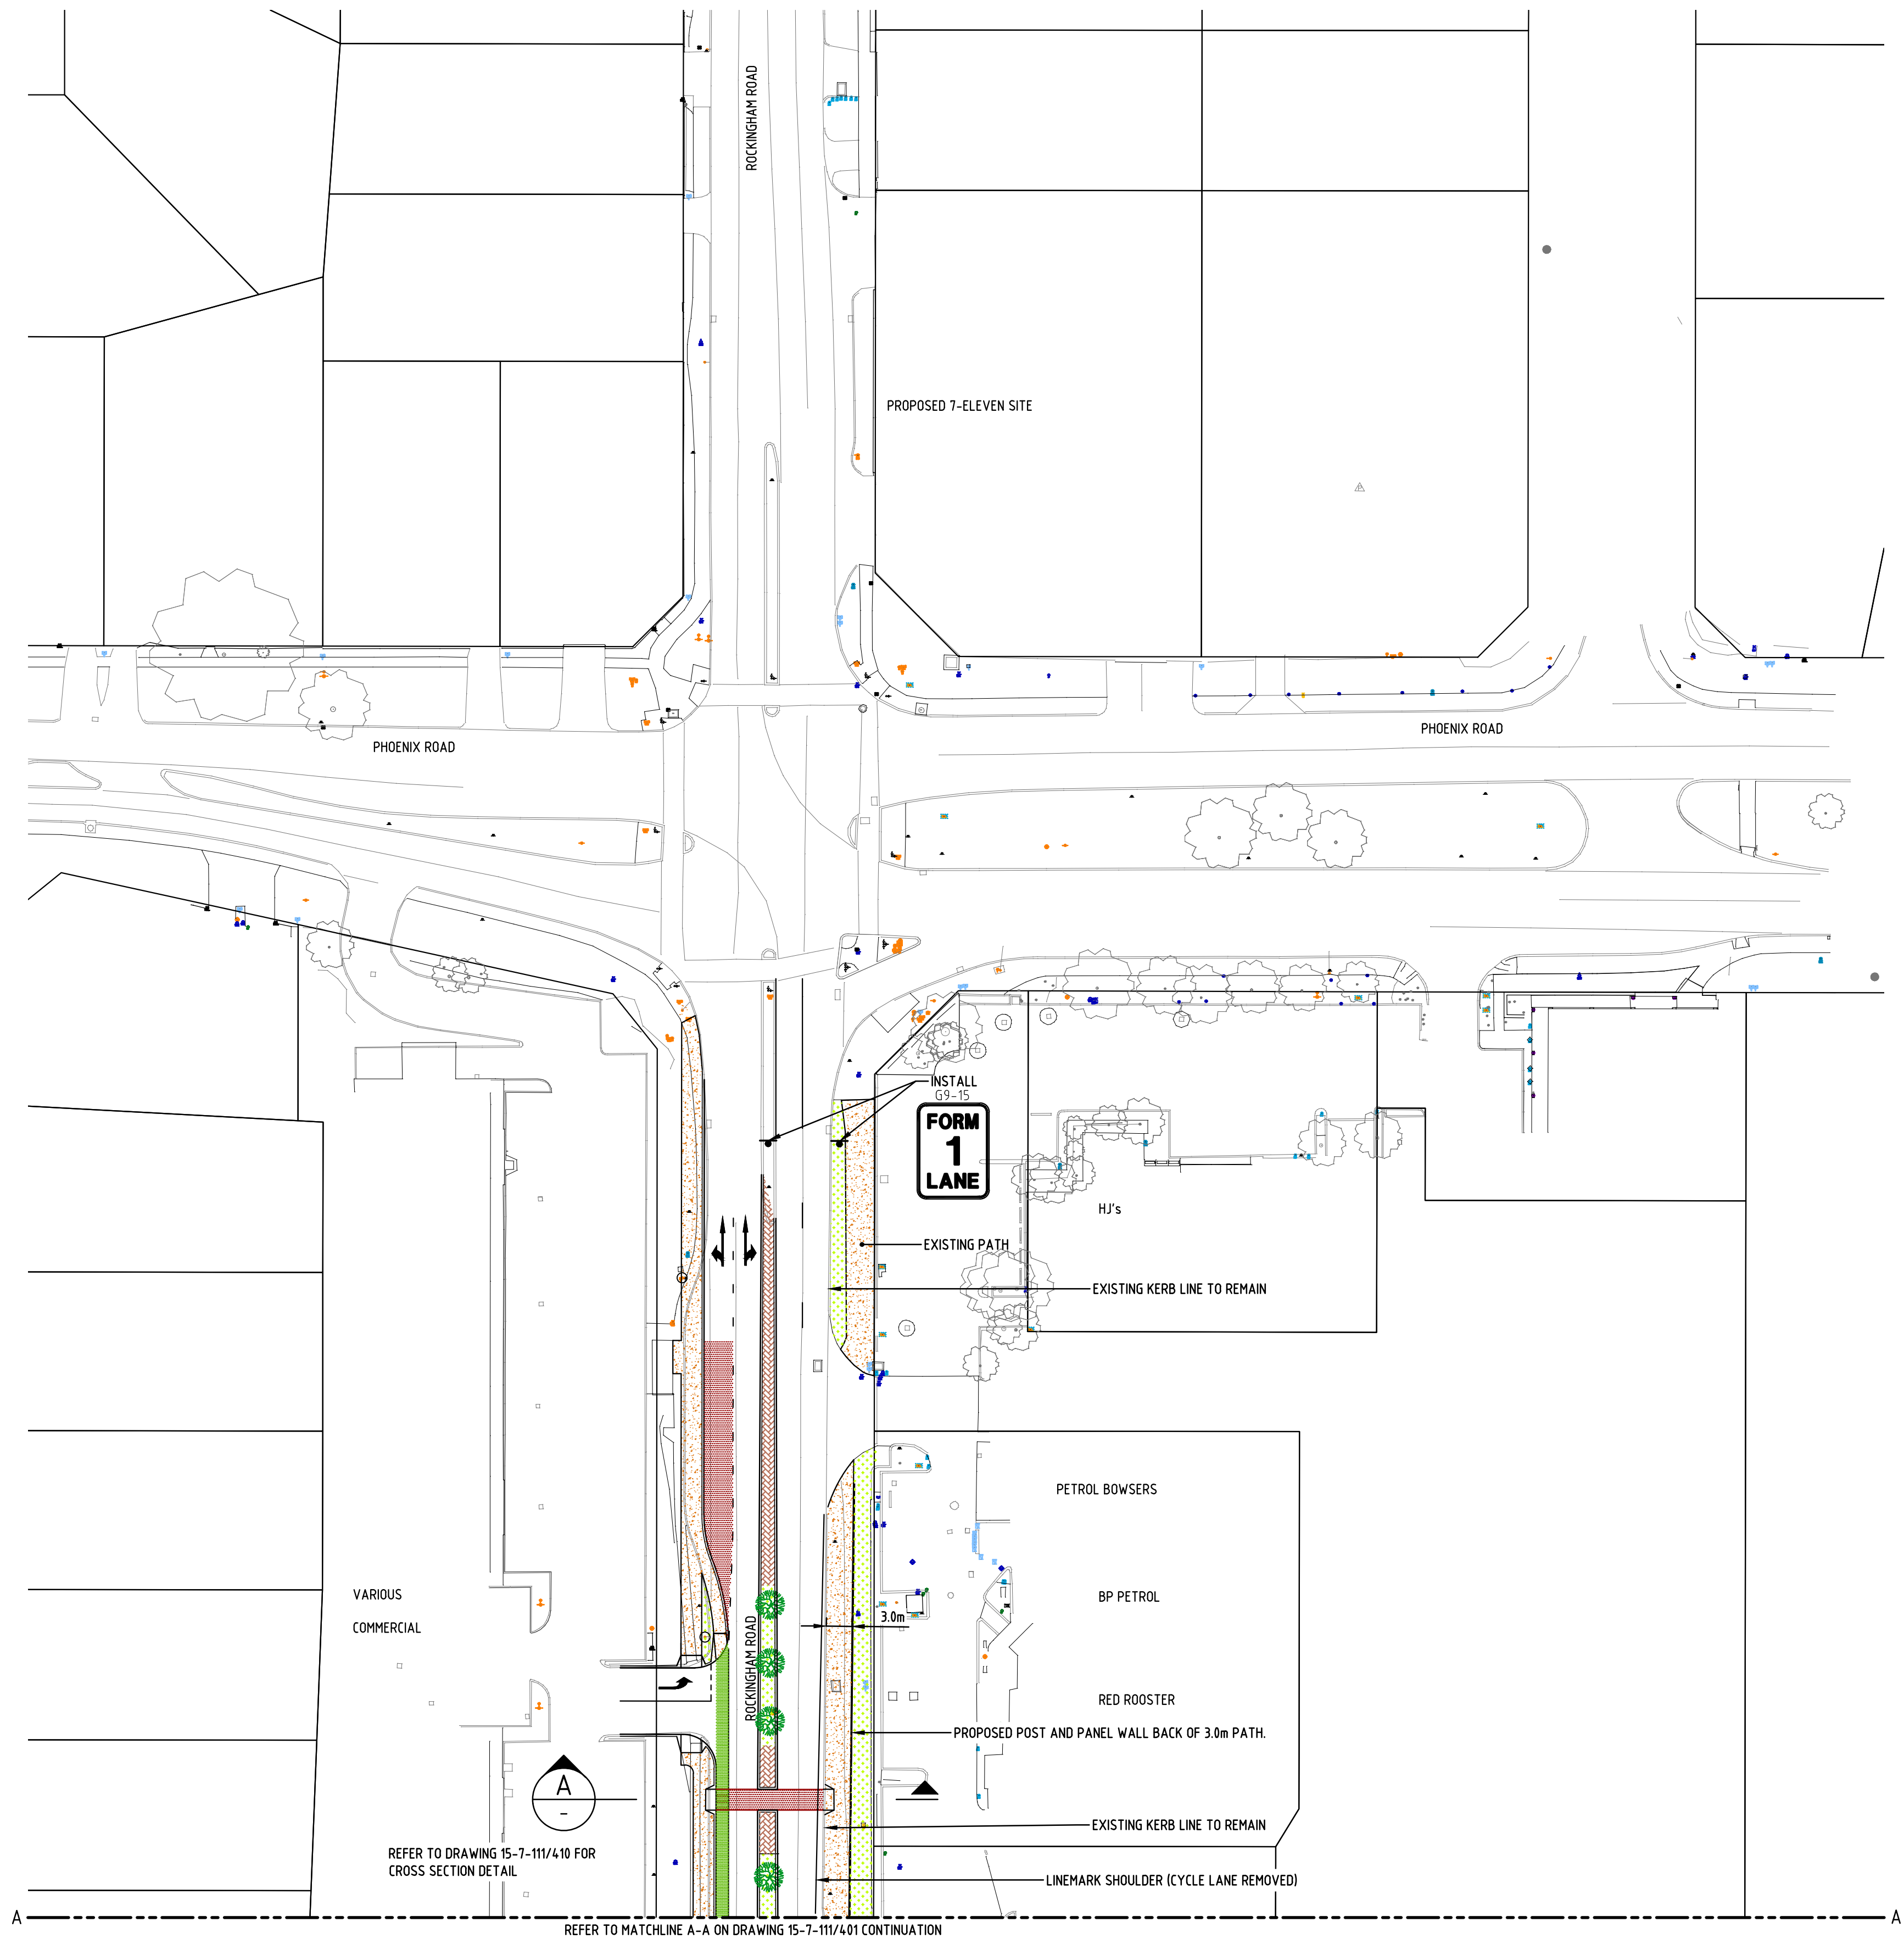 ROCKINGHAM ROAD
PROPOSED 7-ELEVEN SITE
PHOENIX ROAD
PHOENIX ROAD
INSTALL
G9-15
FORM
1
LANE
HJ's
EXISTING PATH
EXISTING KERB LINE TO REMAIN
PETROL BOWSERS
VARIOUS
COMMERCIAL
BP PETROL
3.0m
ROCKINGHAM ROAD
RED ROOSTER
PROPOSED POST AND PANEL WALL BACK OF 3.0m PATH.
A
-
EXISTING KERB LINE TO REMAIN
REFER TO DRAWING 15-7-111/410 FOR
CROSS SECTION DETAIL
LINEMARK SHOULDER (CYCLE LANE REMOVED)
A
A
REFER TO MATCHLINE A-A ON DRAWING 15-7-111/401 CONTINUATION